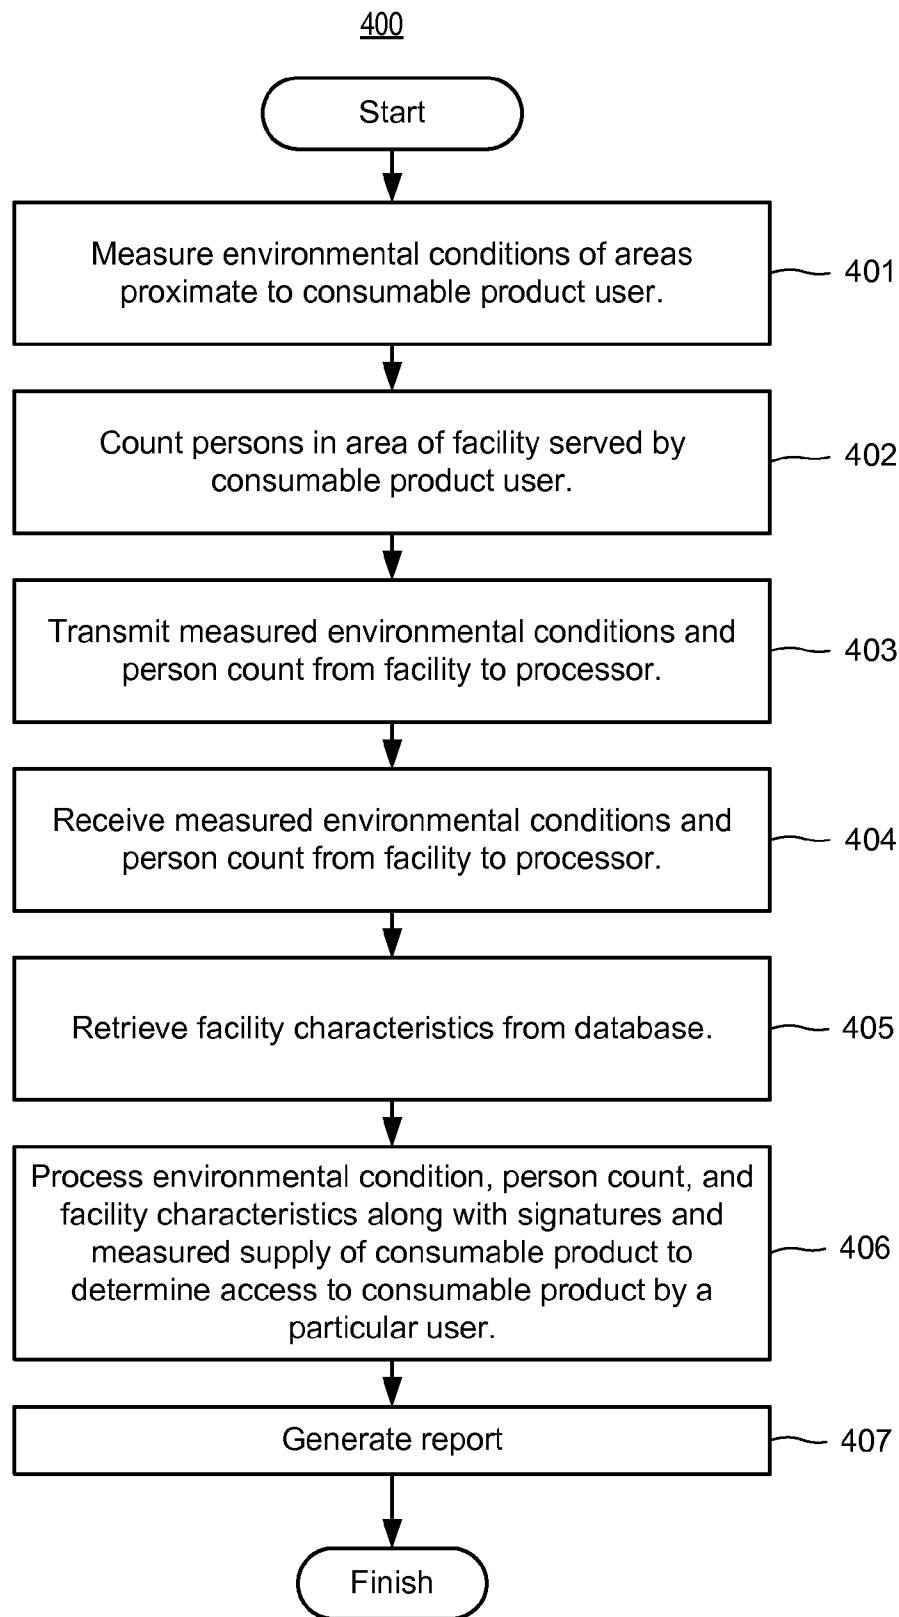 400
Start
Measure environmental conditions of areas
proximate to consumable product user.
401
Count persons in area of facility served by
consumable product user.
402
Transmit measured environmental conditions and
person count from facility to processor.
403
Receive measured environmental conditions and
person count from facility to processor.
404
Retrieve facility characteristics from database.
405
Process environmental condition, person count, and
facility characteristics along with signatures and
measured supply of consumable product to
determine access to consumable product by a
particular user.
406
Generate report
407
Finish